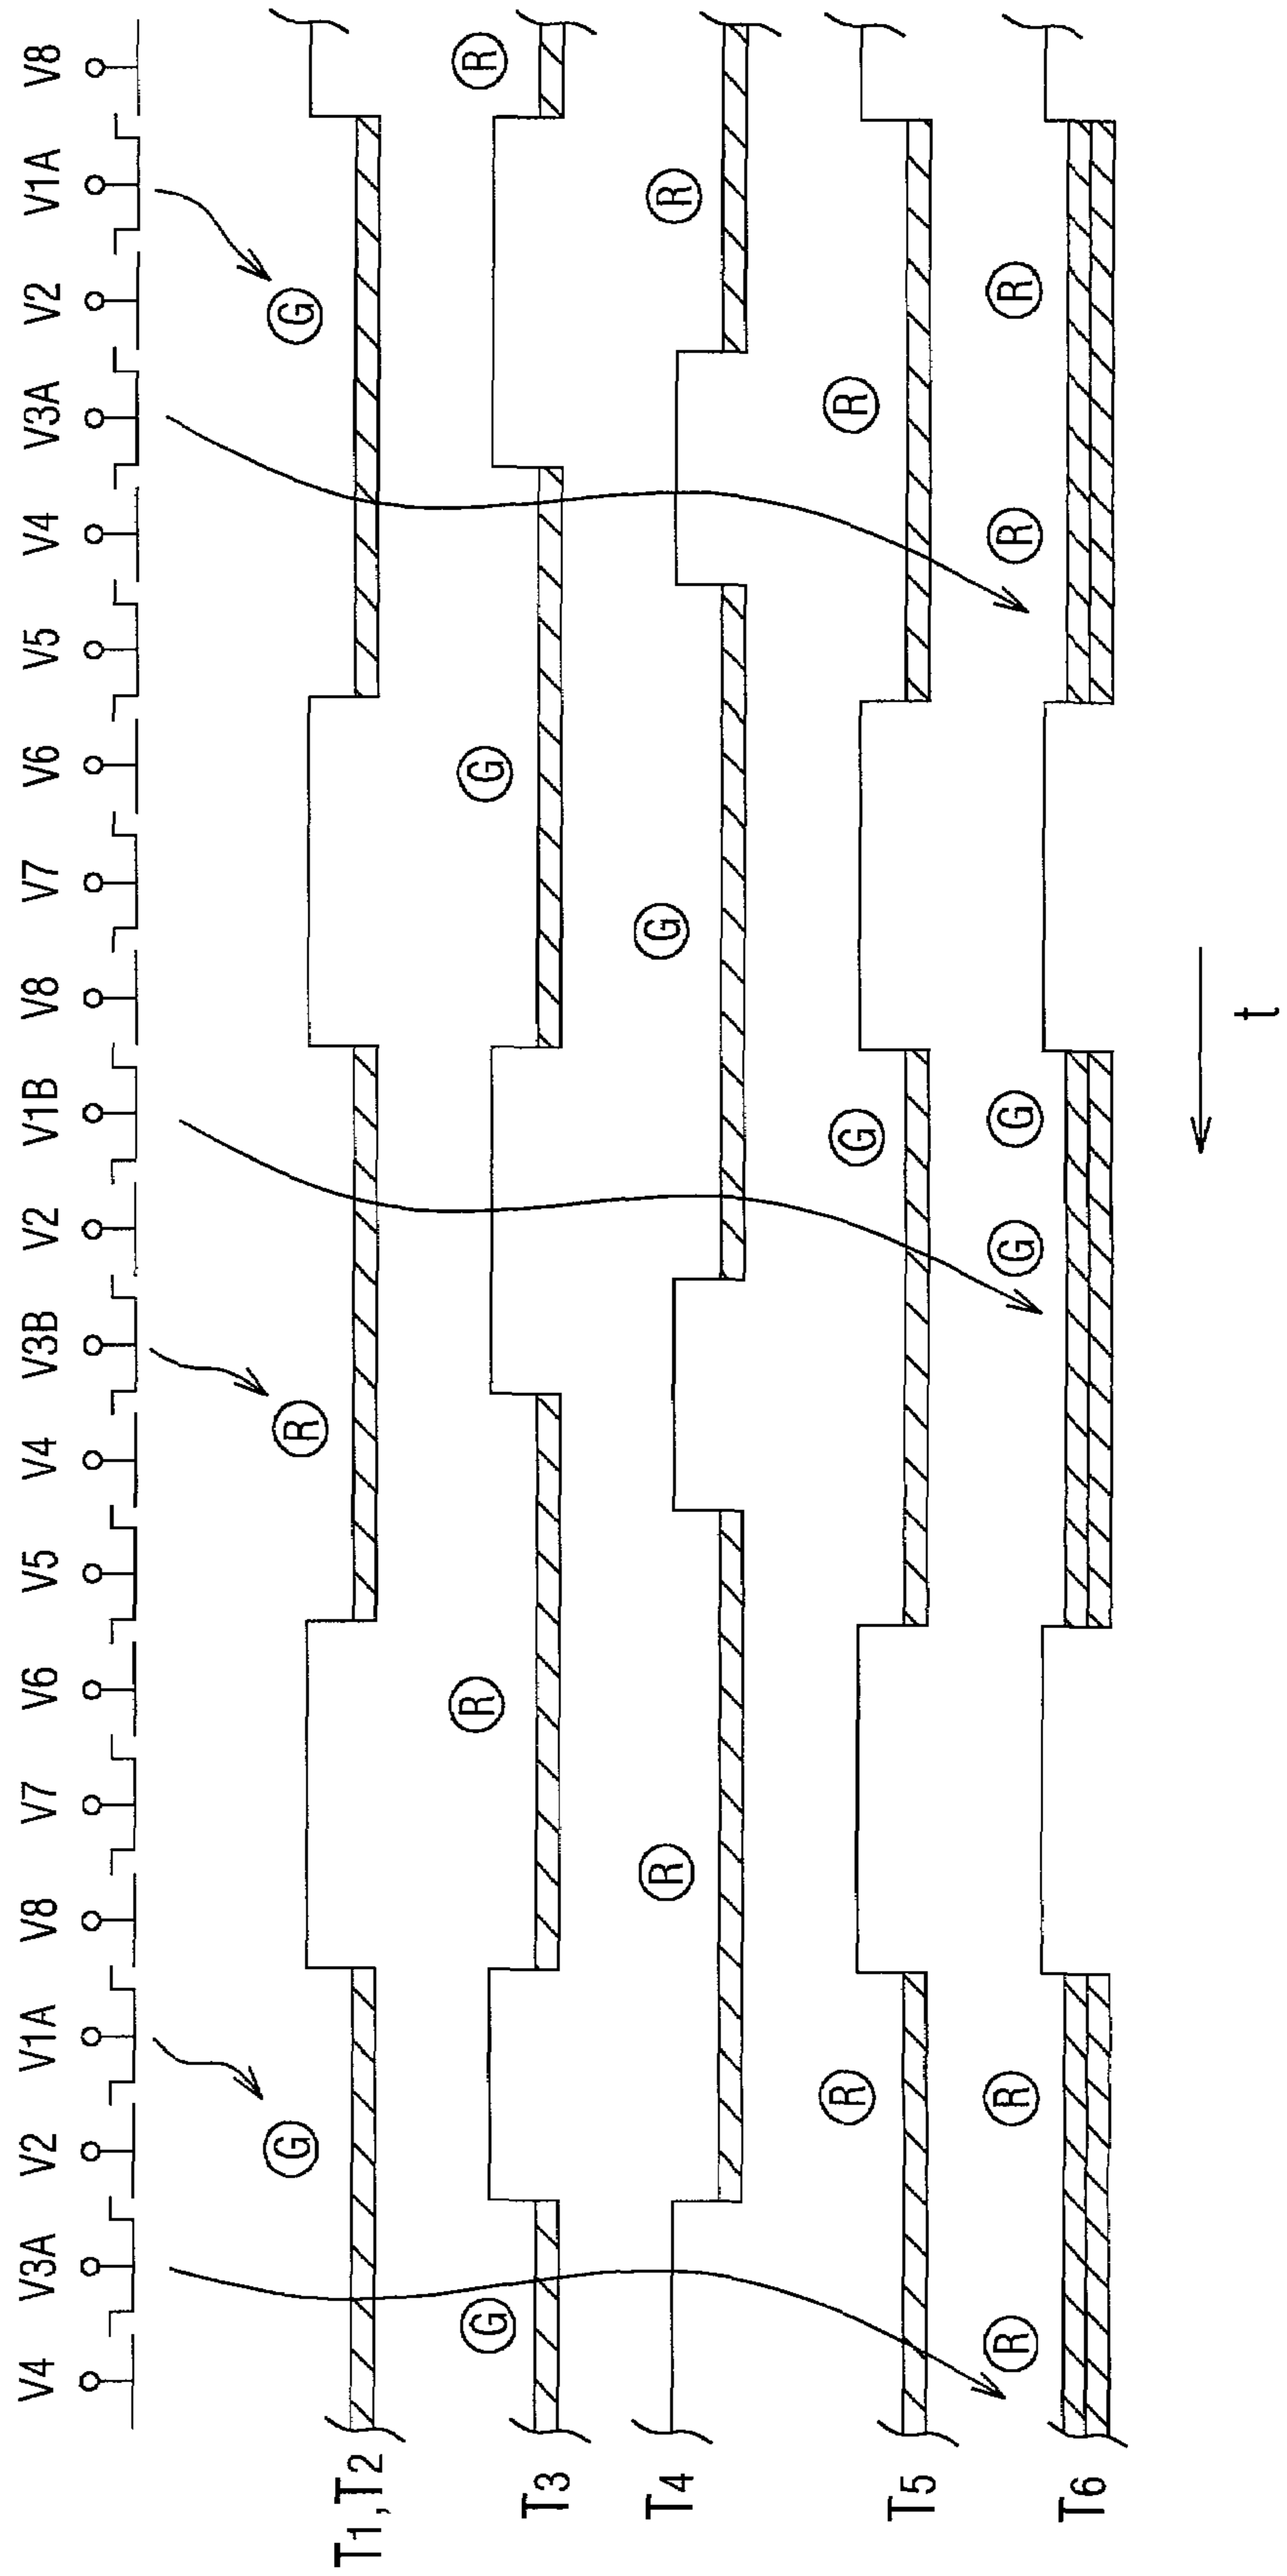 V4 V3A V2 V1A V8 V7 V6 V5 V4 V3B V2 V1B V8 V7 V6 V5 V4 V3A V2 V1A V8
T1,T2 G R G
T3 G R G R
T4 R G R
T5 R G R
T6 R R G G R R
t